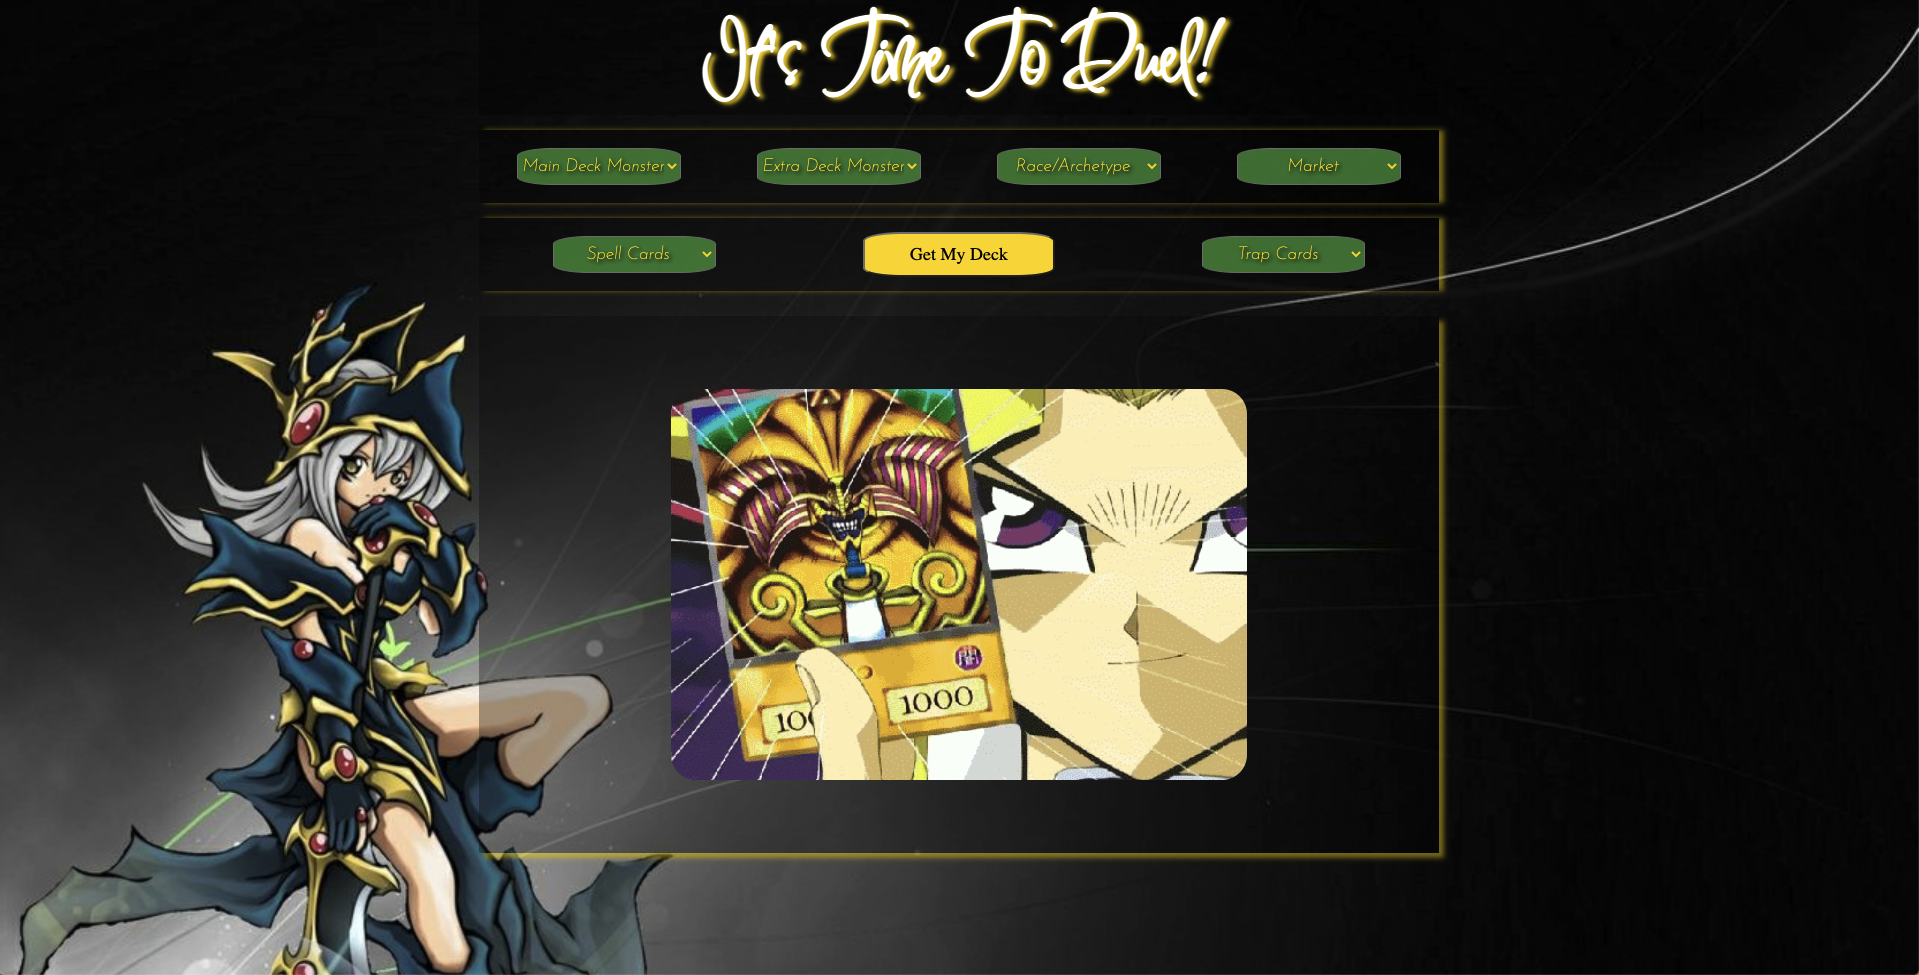 It's Time To Duel!
Main Deck Monster
Extra Deck Monster
Race/Archetype
Market
Spell Cards
Get My Deck
Trap Cards
1000